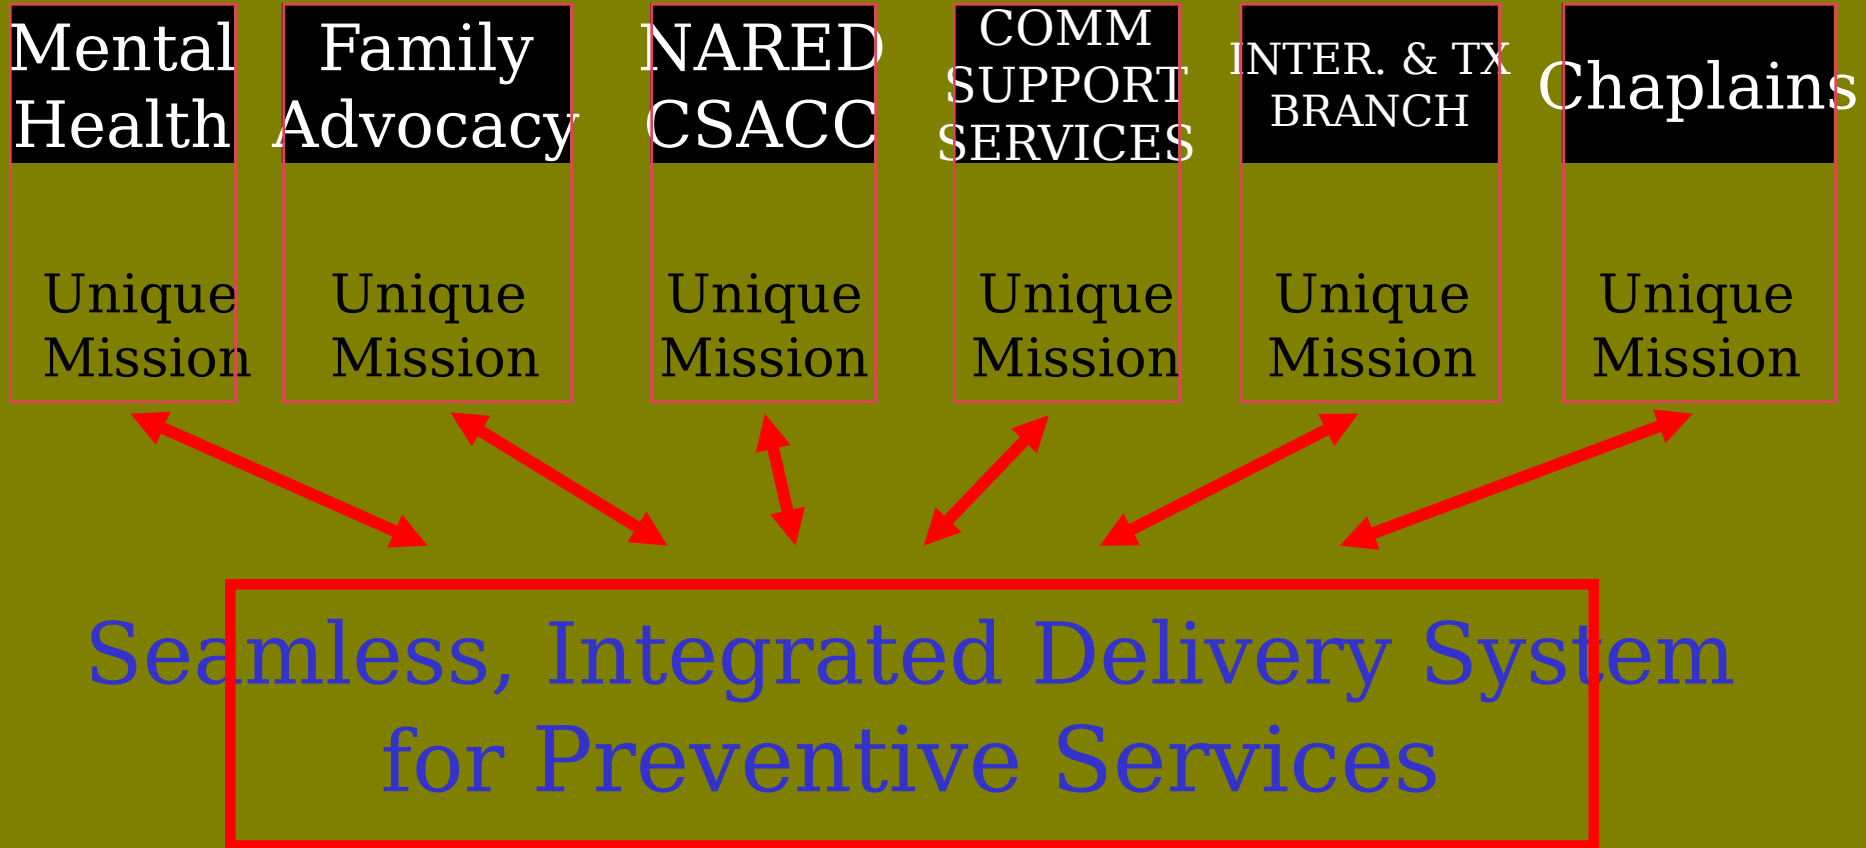 Mental
Health
Family
Advocacy
NARED
CSACC
COMM
SUPPORT
SERVICES
INTER. & TX
BRANCH
Chaplains
Unique
Mission
Unique
Mission
Unique
Mission
Unique
Mission
Unique
Mission
Unique
Mission
Seamless, Integrated Delivery System
for Preventive Services